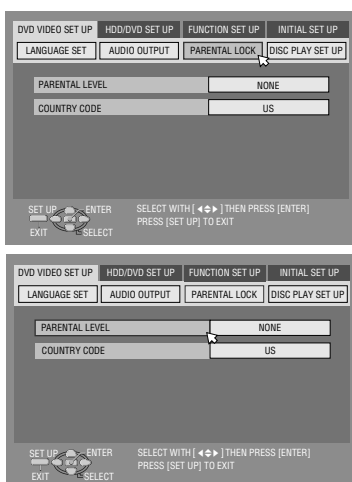 DVD VIDEO SET UP HDD/DVD SET UP FUNCTION SET UP INITIAL SET UP
LANGUAGE SET AUDIO OUTPUT PARENTAL LOCK DISC PLAY SET UP
PARENTAL LEVEL NONE
COUNTRY CODE US
SET UP ENTER SELECT WITH [ ◀♦▶ ] THEN PRESS [ENTER]
EXIT SELECT PRESS [SET UP] TO EXIT
DVD VIDEO SET UP HDD/DVD SET UP FUNCTION SET UP INITIAL SET UP
LANGUAGE SET AUDIO OUTPUT PARENTAL LOCK DISC PLAY SET UP
PARENTAL LEVEL NONE
COUNTRY CODE US
SET UP ENTER SELECT WITH [ ◀♦▶ ] THEN PRESS [ENTER]
EXIT SELECT PRESS [SET UP] TO EXIT